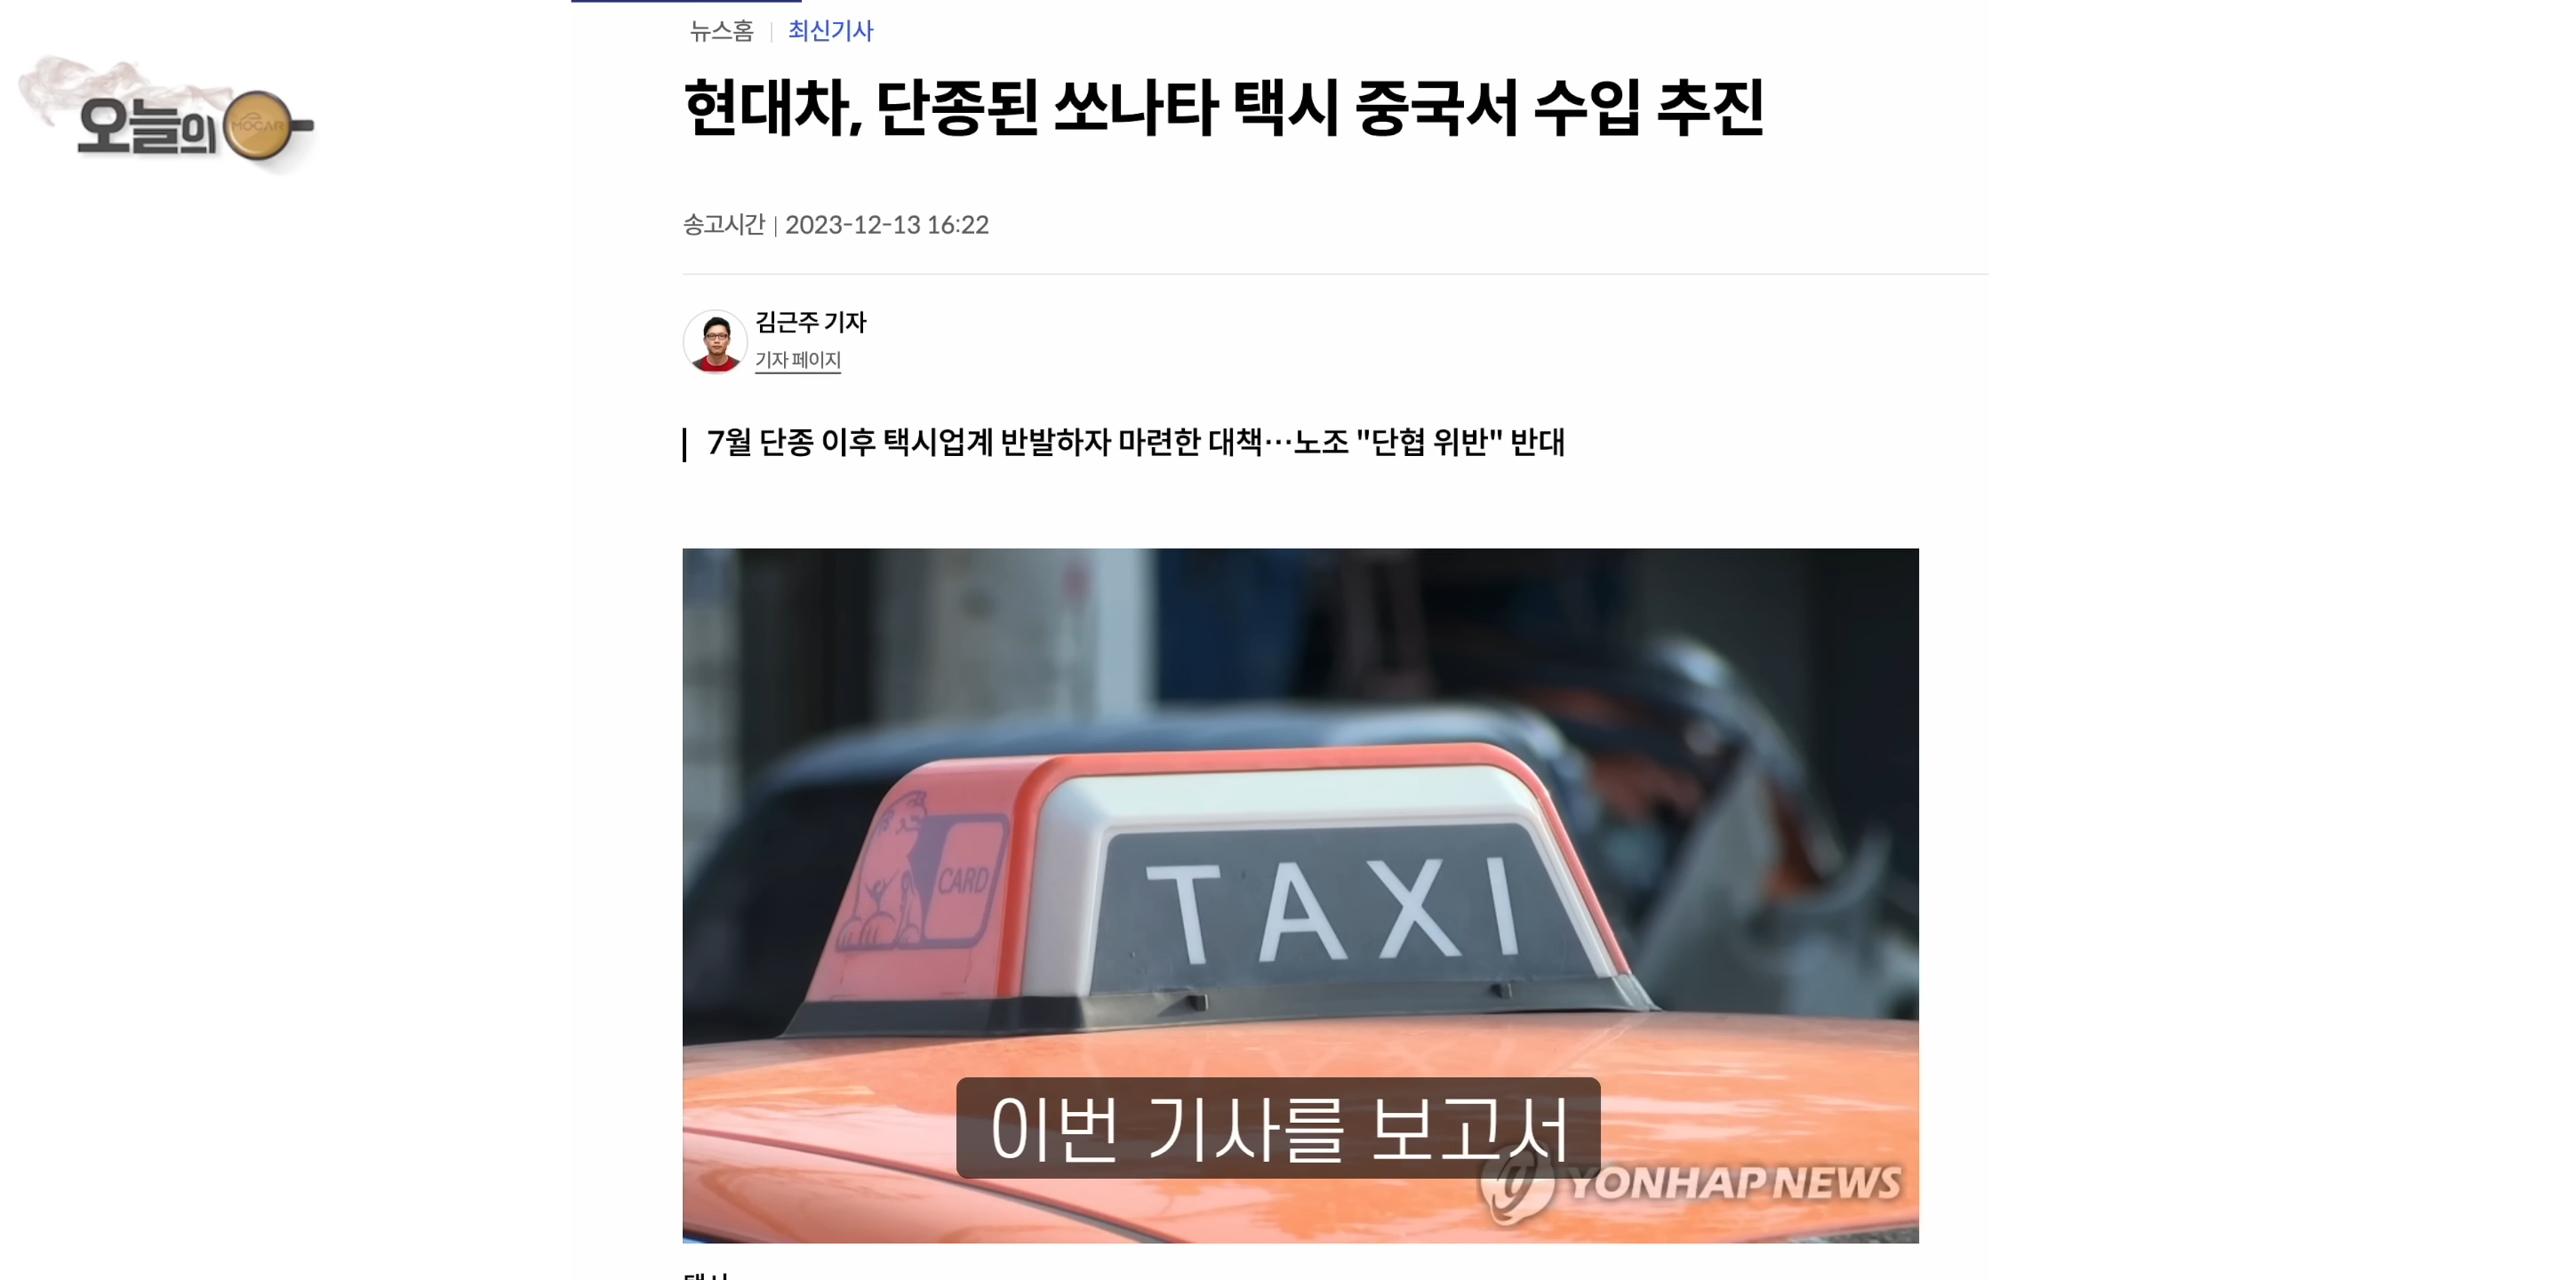 뉴스홈 | 최신기사
오늘의 MOCAR
현대차, 단종된 쏘나타 택시 중국서 수입 추진
송고시간 | 2023-12-13 16:22
김근주 기자
기자 페이지
7월 단종 이후 택시업계 반발하자 마련한 대책…노조 "단협 위반" 반대
CARD
TAXI
이번 기사를 보고서
YONHAP NEWS